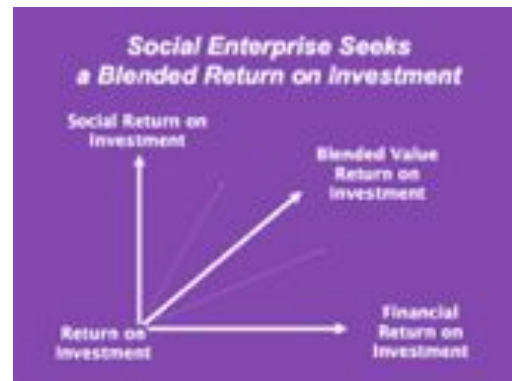 Social Enterprise Seeks
a Blended Return on Investment
Social Return on
Investment
Blended Value
Return on
Investment
Return on
Investment
Financial
Return on
Investment